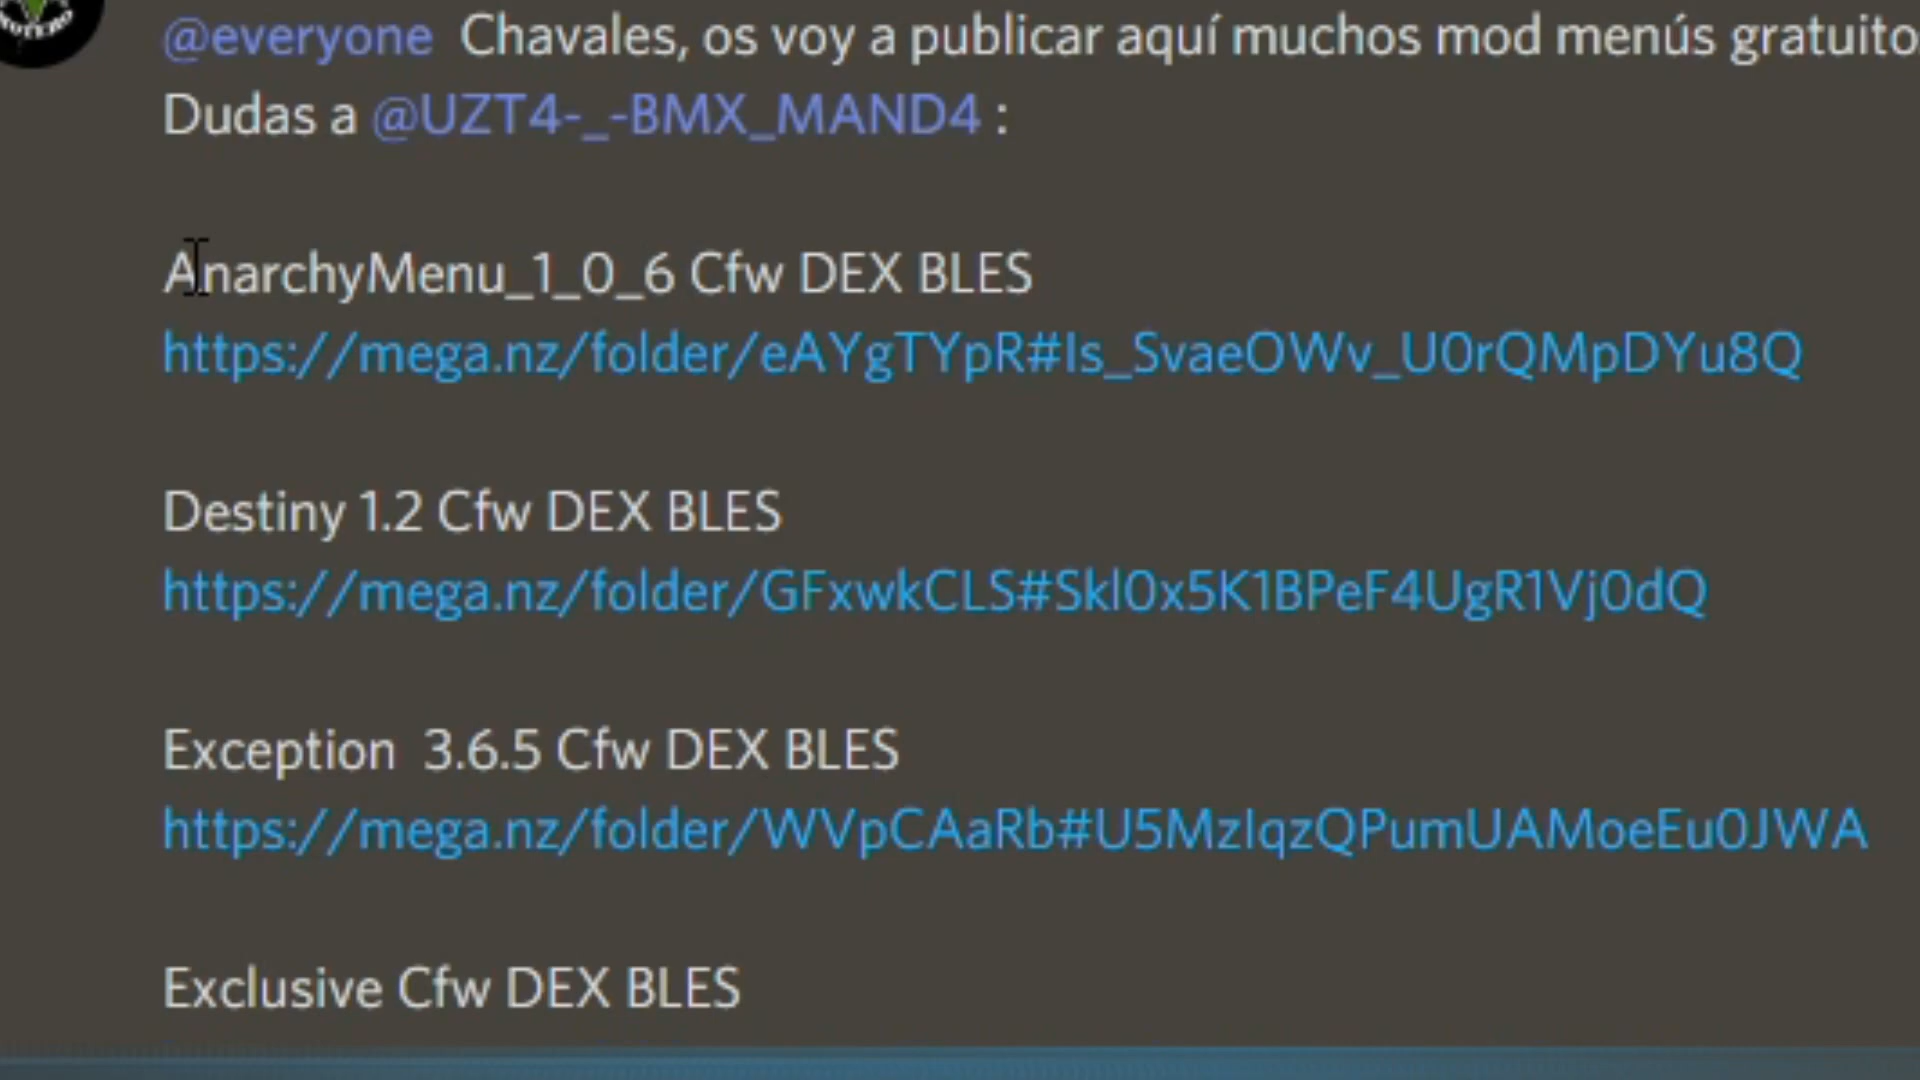 @everyone Chavales, os voy a publicar aquí muchos mod menús gratuito
Dudas a @UZT4-_-BMX_MAND4 :
AnarchyMenu_1_0_6 Cfw DEX BLES
https://mega.nz/folder/eAYgTYpR#Is_SvaeOWv_U0rQMpDYu8Q
Destiny 1.2 Cfw DEX BLES
https://mega.nz/folder/GFxwkCLS#Skl0x5K1BPeF4UgR1Vj0dQ
Exception 3.6.5 Cfw DEX BLES
https://mega.nz/folder/WVpCAaRb#U5MzIqzQPumUAMoeEu0JWA
Exclusive Cfw DEX BLES